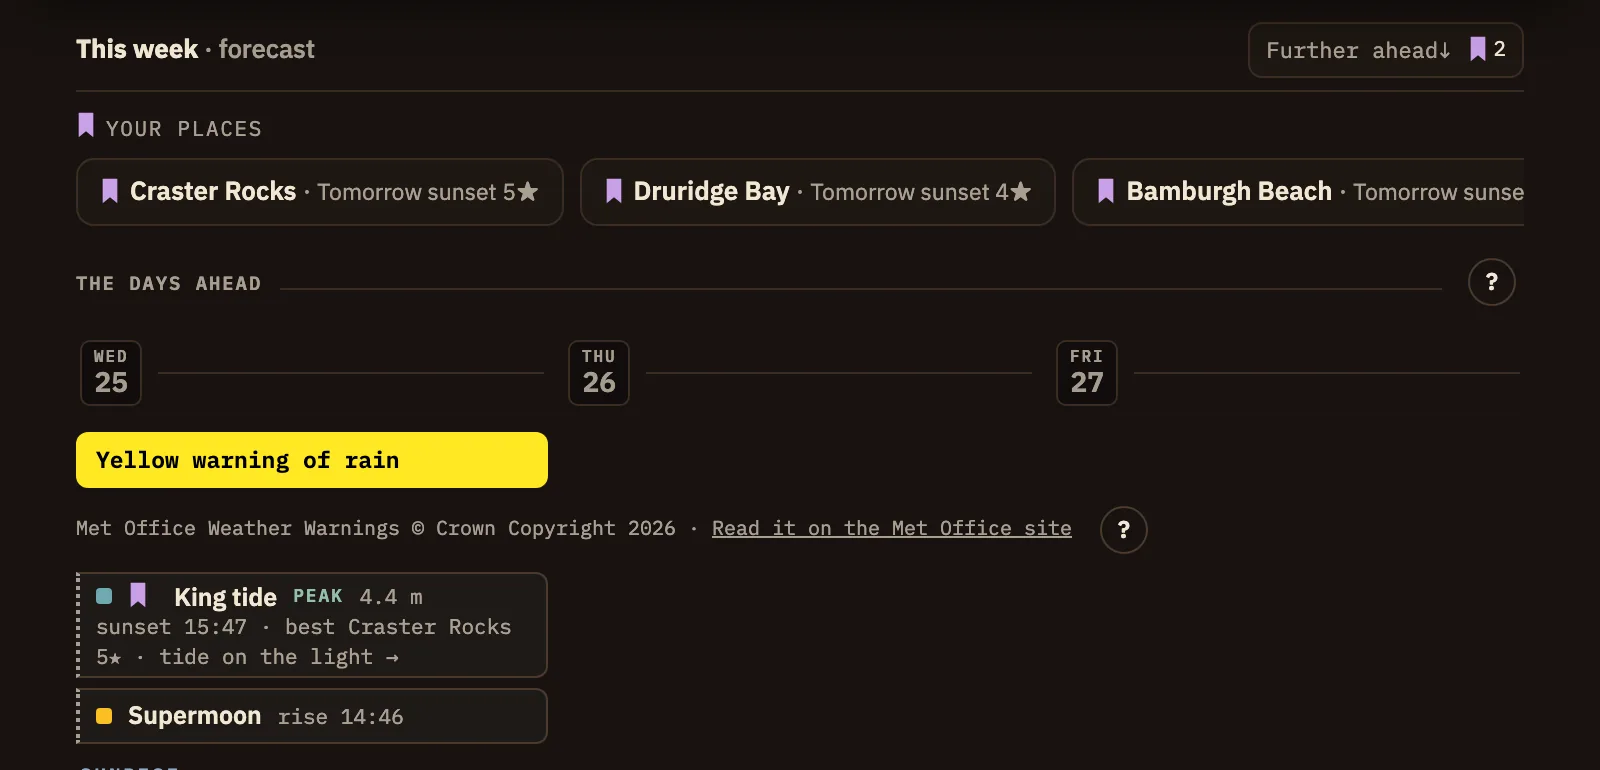 This week · forecast
Further ahead↓ 2
YOUR PLACES
Craster Rocks · Tomorrow sunset 5★
Druridge Bay · Tomorrow sunset 4★
Bamburgh Beach · Tomorrow sunse
THE DAYS AHEAD
?
WED
25
THU
26
FRI
27
Yellow warning of rain
Met Office Weather Warnings © Crown Copyright 2026 · Read it on the Met Office site
?
King tide PEAK 4.4 m
sunset 15:47 · best Craster Rocks
5★ · tide on the light →
Supermoon rise 14:46